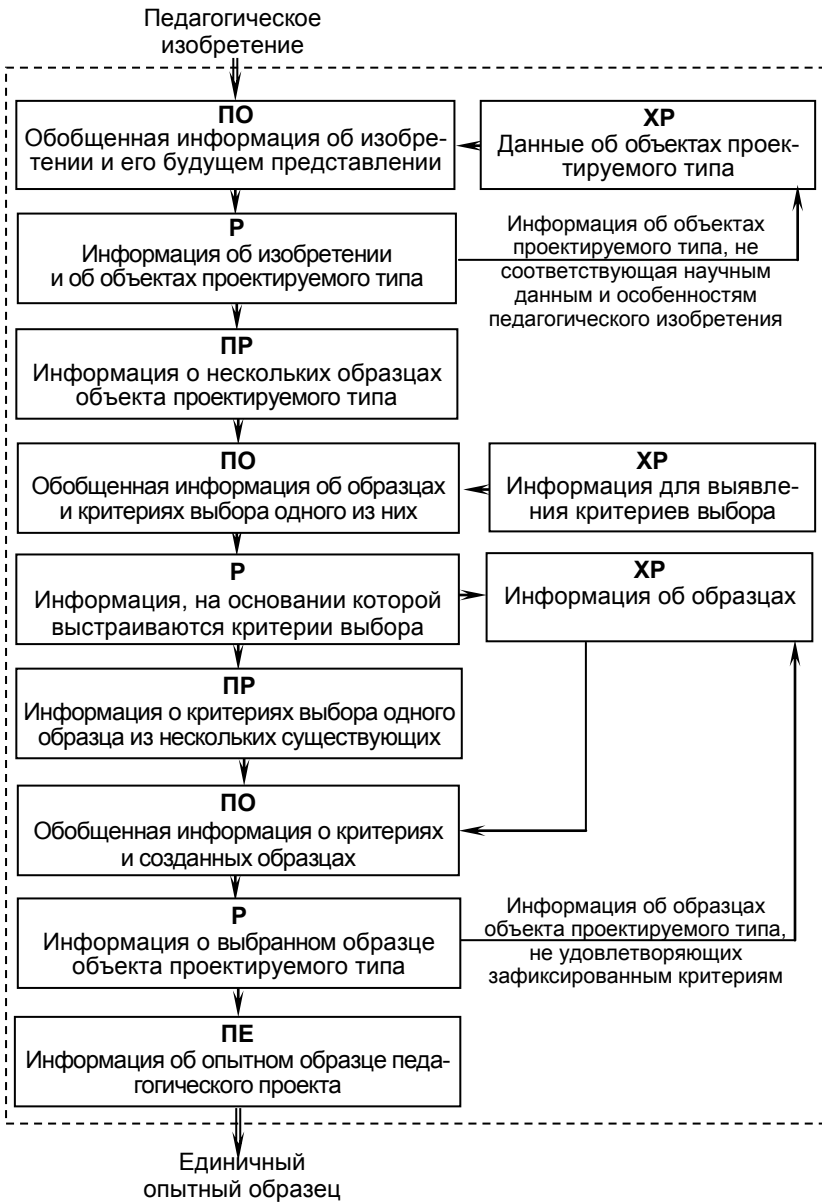 Педагогическое
изобретение
ПО
Обобщенная информация об изобре-
тении и его будущем представлении
ХР
Данные об объектах проек-
тируемого типа
Р
Информация об изобретении
и об объектах проектируемого типа
Информация об объектах
проектируемого типа, не
соответствующая научным
данным и особенностям
педагогического изобретения
ПР
Информация о нескольких образцах
объекта проектируемого типа
ПО
Обобщенная информация об образцах
и критериях выбора одного из них
ХР
Информация для выявле-
ния критериев выбора
Р
Информация, на основании которой
выстраиваются критерии выбора
ХР
Информация об образцах
ПР
Информация о критериях выбора одного
образца из нескольких существующих
ПО
Обобщенная информация о критериях
и созданных образцах
Р
Информация о выбранном образце
объекта проектируемого типа
Информация об образцах
объекта проектируемого типа,
не удовлетворяющих
зафиксированным критериям
ПЕ
Информация об опытном образце педа-
гогического проекта
Единичный
опытный образец